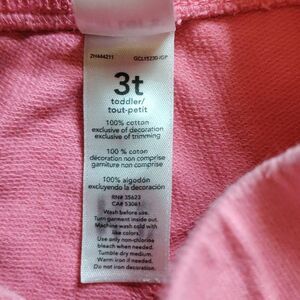 2H444211 GCL15230-IGP
3t
toddler/
tout-petit
100% cotton
exclusive of decoration
exclusive of trimming
100 % coton
décoration non comprise
garniture non comprise
100% algodón
excluyendo la decoración
RN# 35623
CA# 53061
Wash before use.
Turn garment inside out.
Machine wash cold with
like colors.
Use only non-chlorine
bleach when needed.
Tumble dry medium.
Warm iron if needed.
Do not iron decoration.